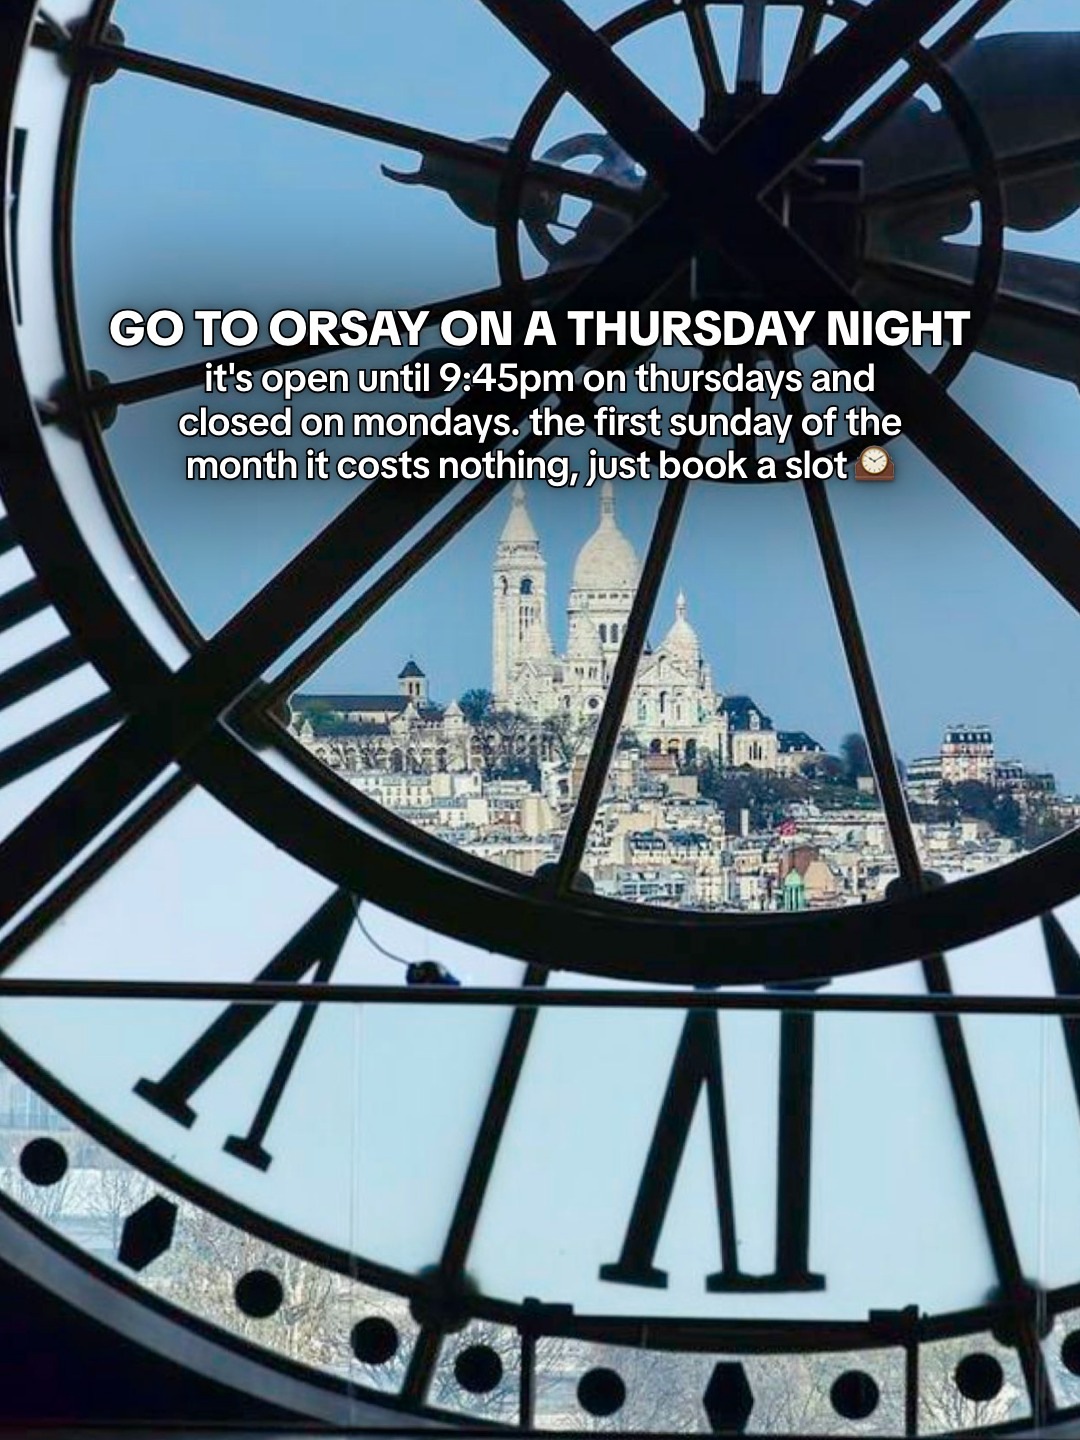 GO TO ORSAY ON A THURSDAY NIGHT
it's open until 9:45pm on thursdays and
closed on mondays. the first sunday of the
month it costs nothing, just book a slot 🕰️
V
VI